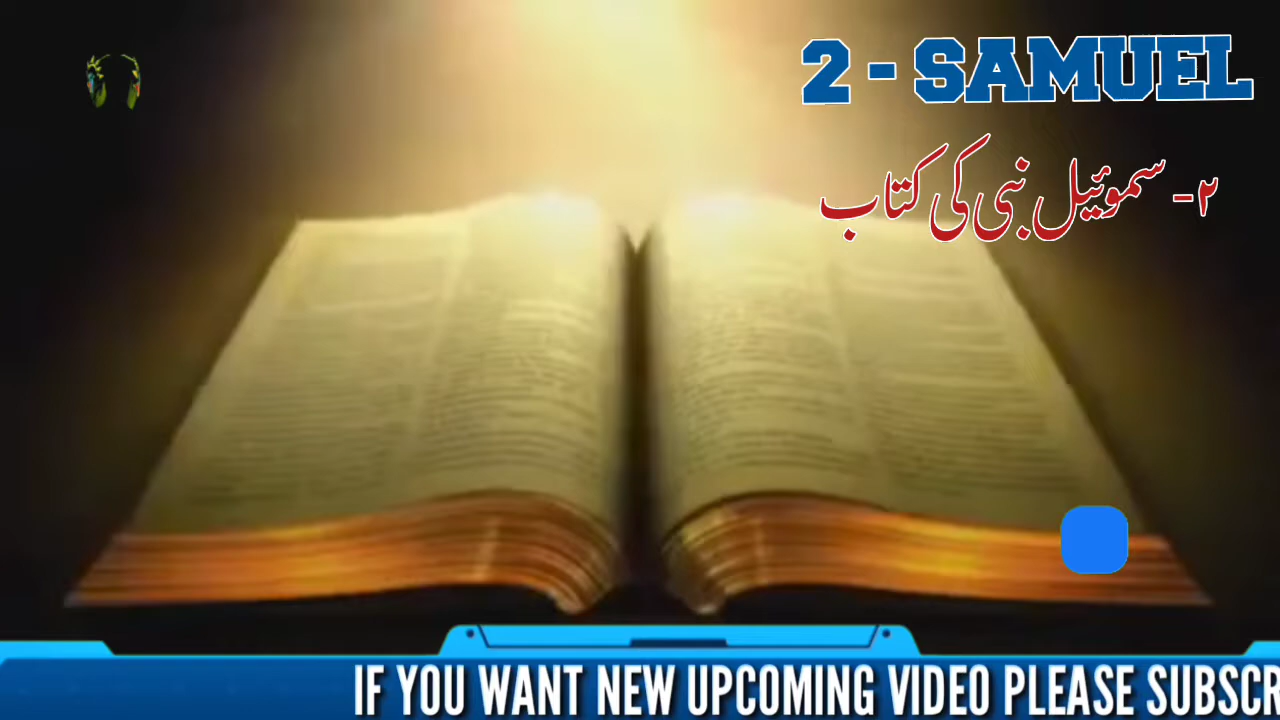 2 - SAMUEL
۲- سموئیل نبی کی کتاب
IF YOU WANT NEW UPCOMING VIDEO PLEASE SUBSCR